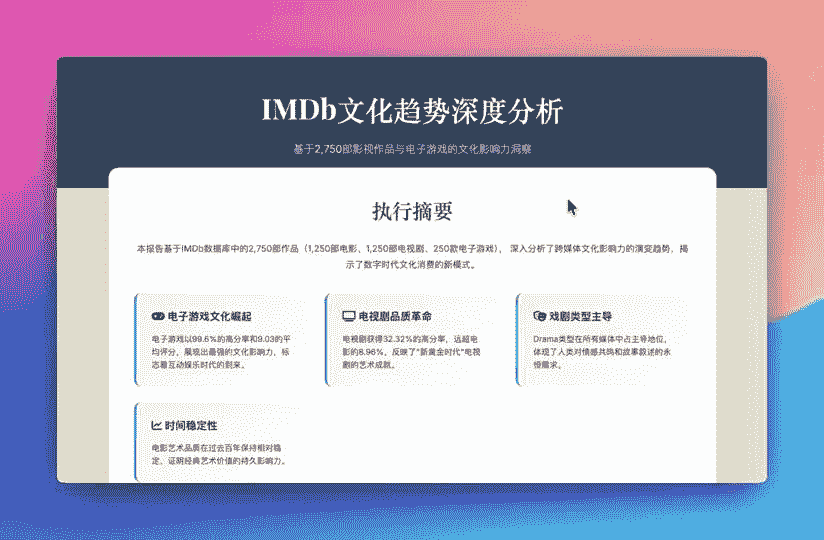 IMDb文化趋势深度分析
基于2,750部影视作品与电子游戏的文化影响力洞察
执行摘要
本报告基于IMDb数据库中的2,750部作品（1,250部电影、1,250部电视剧、250款电子游戏），深入分析了跨媒体文化影响力的演变趋势，揭
示了数字时代文化消费的新模式。
电子游戏文化崛起
电子游戏以99.6%的高分率和9.03的平
均评分，展现出最强的文化影响力，标
志着互动娱乐时代的到来。
电视剧品质革命
电视剧获得32.32%的高分率，远超电
影的8.96%，反映了"新黄金时代"电视
剧的艺术成就。
戏剧类型主导
Drama类型在所有媒体中占主导地位，
体现了人类对情感共鸣和故事叙述的永
恒需求。
时间稳定性
电影艺术品质在过去百年保持相对稳
定，证明经典艺术价值的持久影响力。